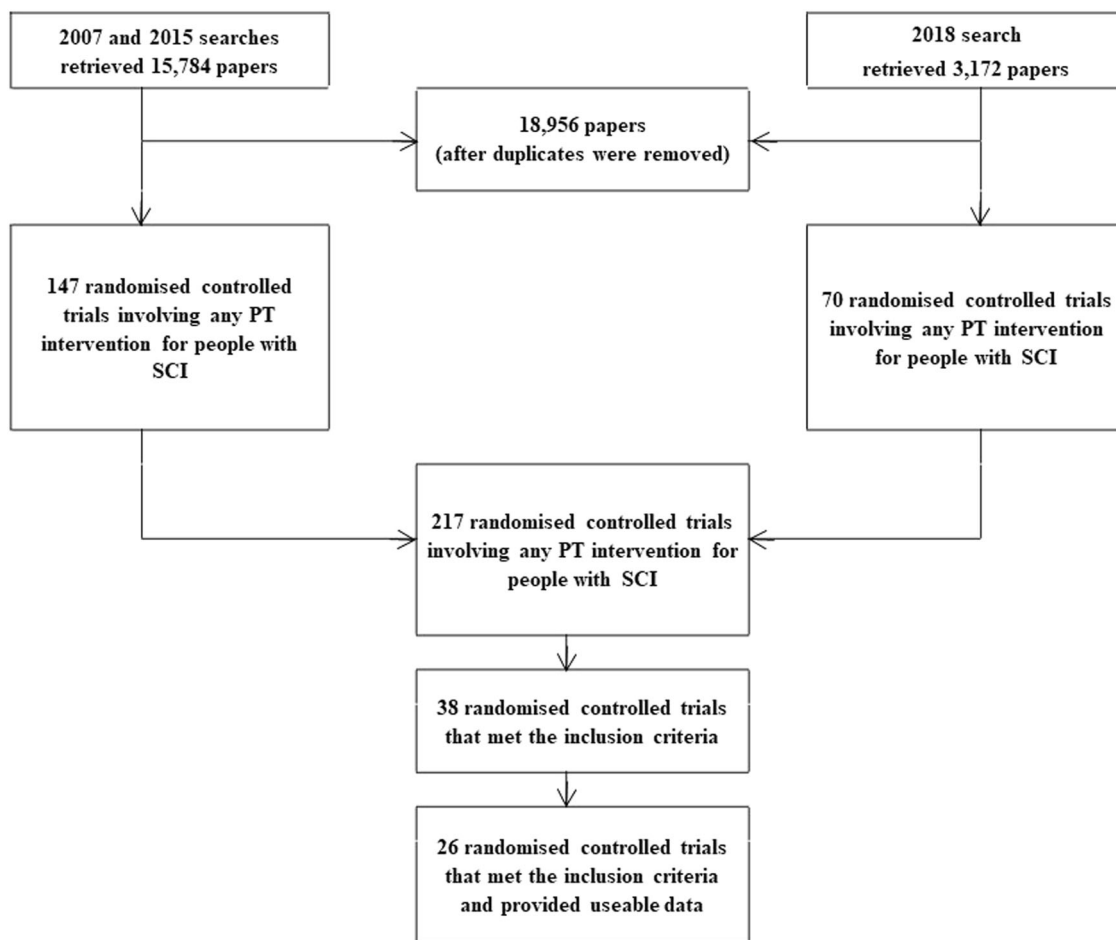 2007 and 2015 searches
retrieved 15,784 papers
2018 search
retrieved 3,172 papers
18,956 papers
(after duplicates were removed)
147 randomised controlled
trials involving any PT
intervention for people with
SCI
70 randomised controlled trials
involving any PT intervention
for people with SCI
217 randomised controlled trials
involving any PT intervention for
people with SCI
38 randomised controlled trials
that met the inclusion criteria
26 randomised controlled trials
that met the inclusion criteria
and provided useable data